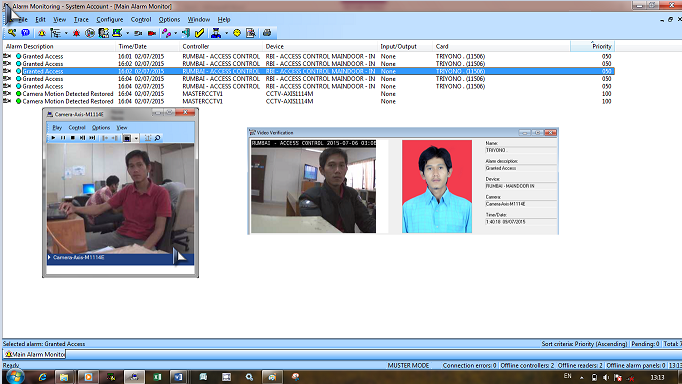 Alarm Monitoring - System Account - [Main Alarm Monitor]
File Edit View Trace Configure Control Options Window Help
Alarm Description Time/Date Controller Device Input/Output Card Priority
Granted Access 16:01 02/07/2015 RUMBAI - ACCESS CONTROL RBI - ACCESS CONTROL MAINDOOR - IN None TRIYONO . (11506) 050
Granted Access 16:02 02/07/2015 RUMBAI - ACCESS CONTROL RBI - ACCESS CONTROL MAINDOOR - IN None TRIYONO . (11506) 050
Granted Access 16:03 02/07/2015 RUMBAI - ACCESS CONTROL RBI - ACCESS CONTROL MAINDOOR - IN None TRIYONO . (11506) 050
Granted Access 16:04 02/07/2015 RUMBAI - ACCESS CONTROL RBI - ACCESS CONTROL MAINDOOR - IN None TRIYONO . (11506) 050
Granted Access 16:04 02/07/2015 RUMBAI - ACCESS CONTROL RBI - ACCESS CONTROL MAINDOOR - IN None TRIYONO . (11506) 050
Camera Motion Detected Restored 16:04 02/07/2015 MASTERCCTV1 CCTV-AXIS1114M None 100
Camera Motion Detected Restored 16:04 02/07/2015 MASTERCCTV1 CCTV-AXIS1114M None 100
Camera-Axis-M1114E
Play Control Options View
Camera-Axis-M1114E
Video Verification
RUMBAI - ACCESS CONTROL 2015-07-06 03:08
Name:
TRIYONO
Alarm description:
Granted Access
Device:
RUMBAI - MAINDOOR IN
Camera:
Camera-Axis-M1114E
Time/Date:
1:40:18 09/07/2015
Selected alarm: Granted Access Sort criteria: Priority (Ascending) Pending: 0 Total: 7
Main Alarm Monitor
Ready MUSTER MODE Connection errors: 0 Offline controllers: 2 Offline readers: 2 Offline alarm panels: 0 13:13
EN 13:13